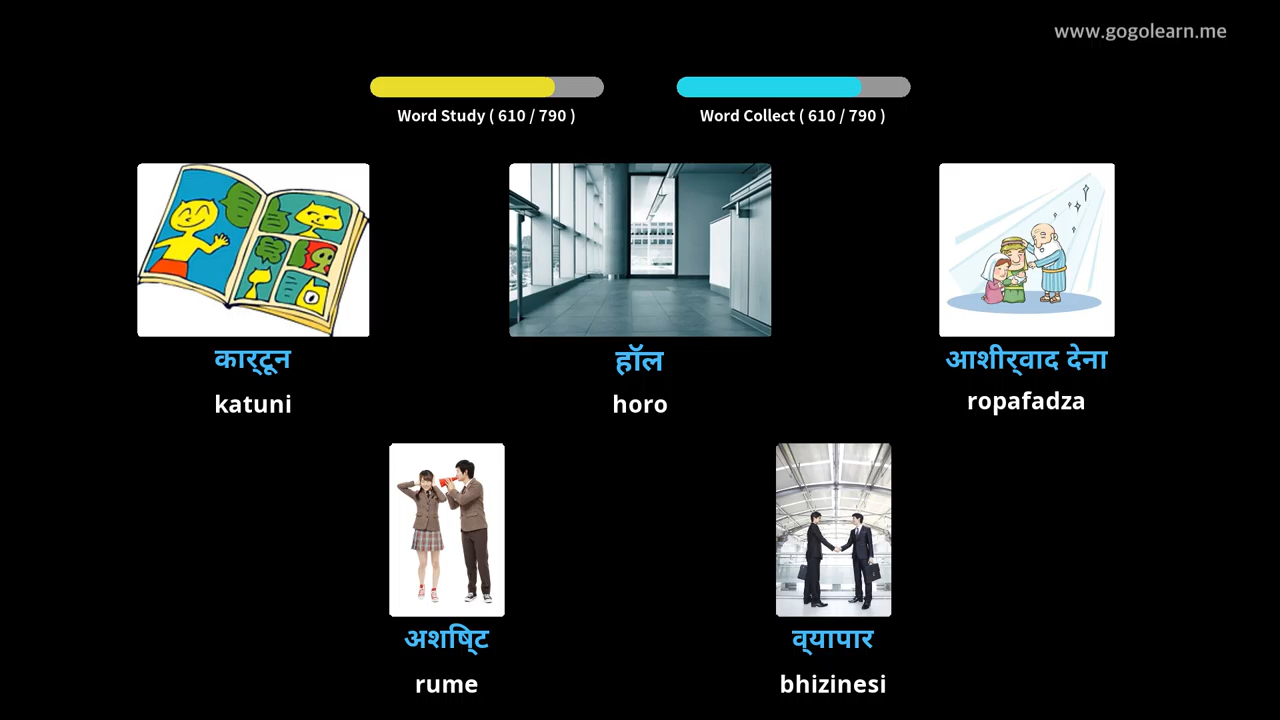 www.gogolearn.me
Word Study ( 610 / 790 )
Word Collect ( 610 / 790 )
कार्‌टून
हॉल
आशीर्‌वाद देना
katuni
horo
ropafadza
अशिष्‌ट
व्‌यापार
rume
bhizinesi